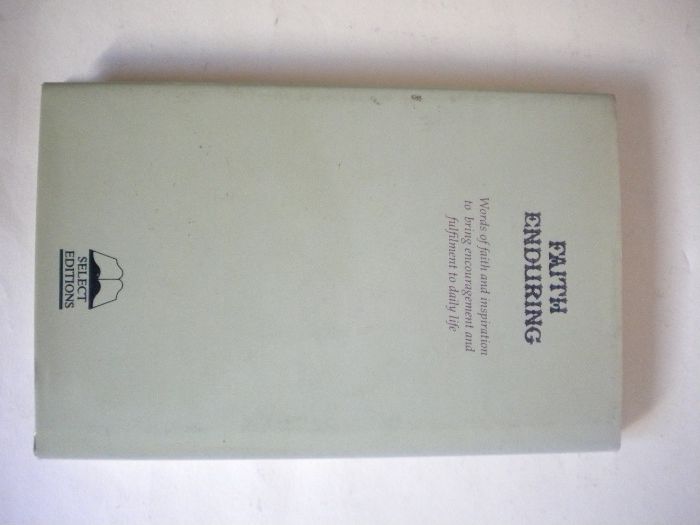 FAITH
ENDURING
Words of faith and inspiration
to bring encouragement and
fulfilment to daily life
SELECT
EDITIONS